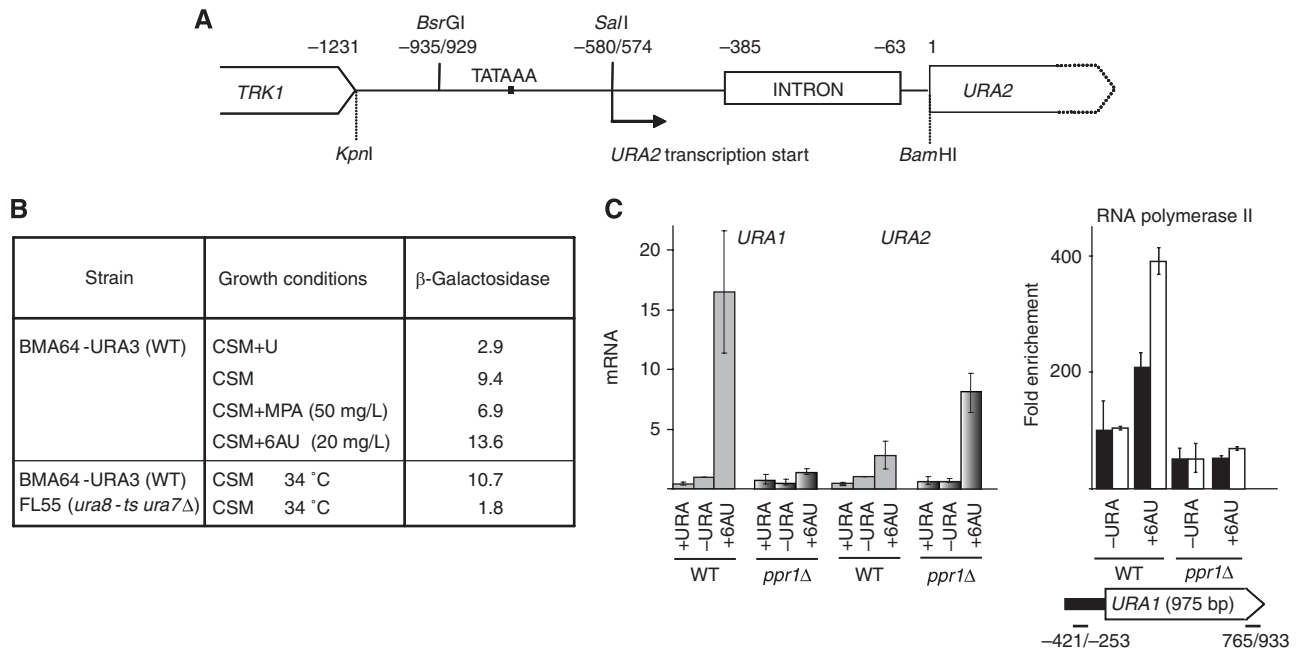 A
BsrGI
SalI
–1231
–935/929
–580/574
–385
–63
1
TRK1
TATAAA
INTRON
URA2
KpnI
URA2 transcription start
BamHI
B
Strain
Growth conditions
β-Galactosidase
BMA64-URA3 (WT)
CSM+U
2.9
CSM
9.4
CSM+MPA (50 mg/L)
6.9
CSM+6AU (20 mg/L)
13.6
BMA64-URA3 (WT)
CSM 34 °C
10.7
FL55 (ura8-ts ura7Δ)
CSM 34 °C
1.8
C
URA1
URA2
mRNA
20
15
10
5
+URA
–URA
+6AU
+URA
–URA
+6AU
+URA
–URA
+6AU
+URA
–URA
+6AU
WT
ppr1Δ
WT
ppr1Δ
RNA polymerase II
Fold enrichement
400
200
–URA
+6AU
–URA
+6AU
WT
ppr1Δ
URA1 (975 bp)
–421/–253
765/933